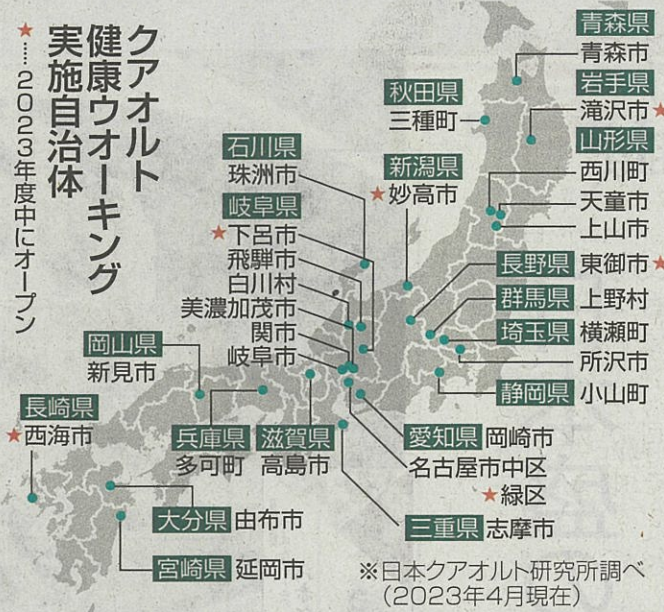 クアオルト
健康ウオーキング
実施自治体
★……2023年度中にオープン
青森県
青森市
岩手県
滝沢市★
秋田県
三種町
山形県
西川町
天童市
上山市
石川県
珠洲市
新潟県
★妙高市
岐阜県
★下呂市
飛騨市
白川村
美濃加茂市
関市
岐阜市
長野県 東御市★
群馬県 上野村
埼玉県 横瀬町
所沢市
静岡県 小山町
岡山県
新見市
長崎県
★西海市
兵庫県
多可町
滋賀県
高島市
愛知県 岡崎市
名古屋市中区
★緑区
三重県 志摩市
大分県 由布市
宮崎県 延岡市
※日本クアオルト研究所調べ
(2023年4月現在)